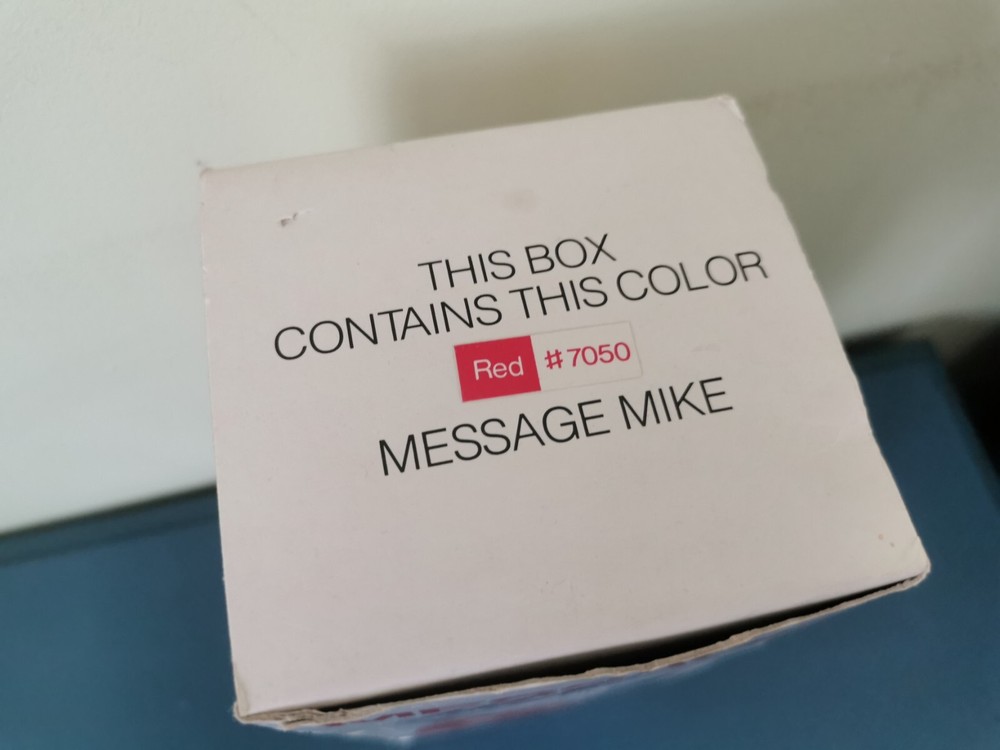 THIS BOX
CONTAINS THIS COLOR
Red #7050
MESSAGE MIKE